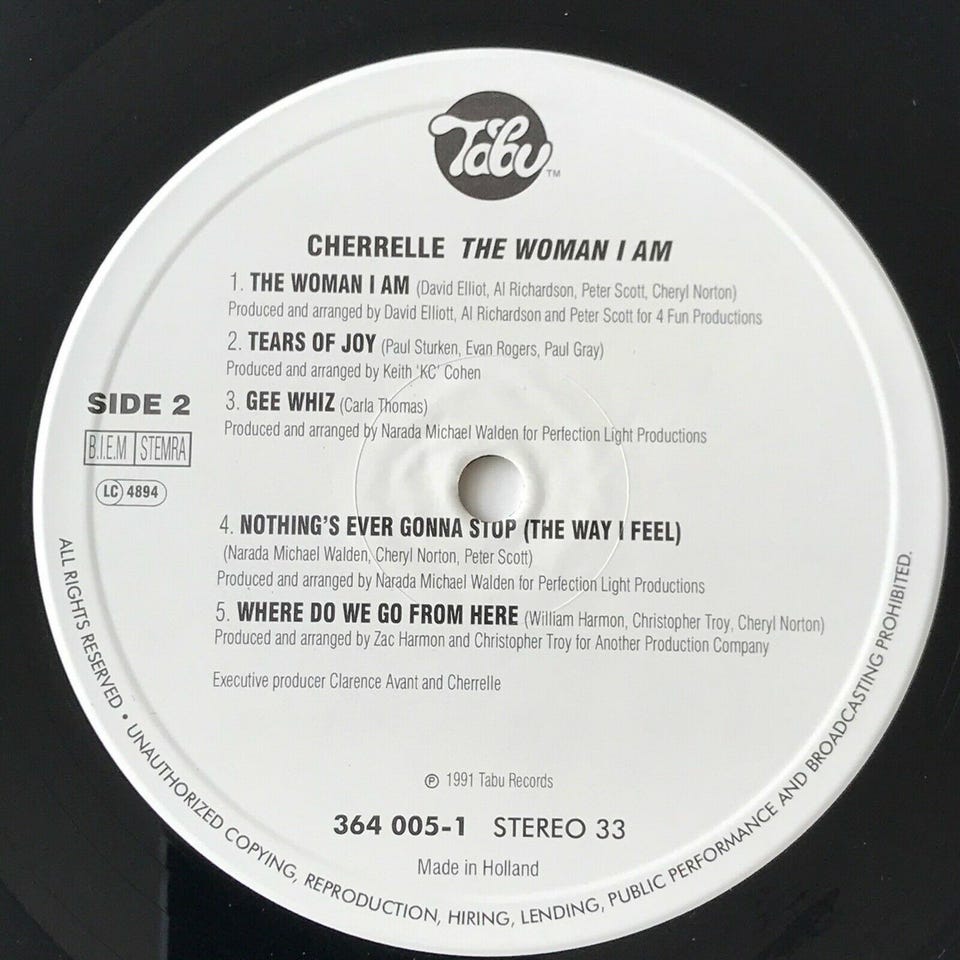 Tabu™
CHERRELLE THE WOMAN I AM
1. THE WOMAN I AM (David Elliot, Al Richardson, Peter Scott, Cheryl Norton)
Produced and arranged by David Elliott, Al Richardson and Peter Scott for 4 Fun Productions
2. TEARS OF JOY (Paul Sturken, Evan Rogers, Paul Gray)
Produced and arranged by Keith 'KC' Cohen
3. GEE WHIZ (Carla Thomas)
Produced and arranged by Narada Michael Walden for Perfection Light Productions
SIDE 2
B.I.E.M STEMRA
LC 4894
4. NOTHING'S EVER GONNA STOP (THE WAY I FEEL)
(Narada Michael Walden, Cheryl Norton, Peter Scott)
Produced and arranged by Narada Michael Walden for Perfection Light Productions
5. WHERE DO WE GO FROM HERE (William Harmon, Christopher Troy, Cheryl Norton)
Produced and arranged by Zac Harmon and Christopher Troy for Another Production Company
Executive producer Clarence Avant and Cherrelle
℗ 1991 Tabu Records
364 005-1 STEREO 33
Made in Holland
ALL RIGHTS RESERVED • UNAUTHORIZED COPYING, REPRODUCTION, HIRING, LENDING, PUBLIC PERFORMANCE AND BROADCASTING PROHIBITED.